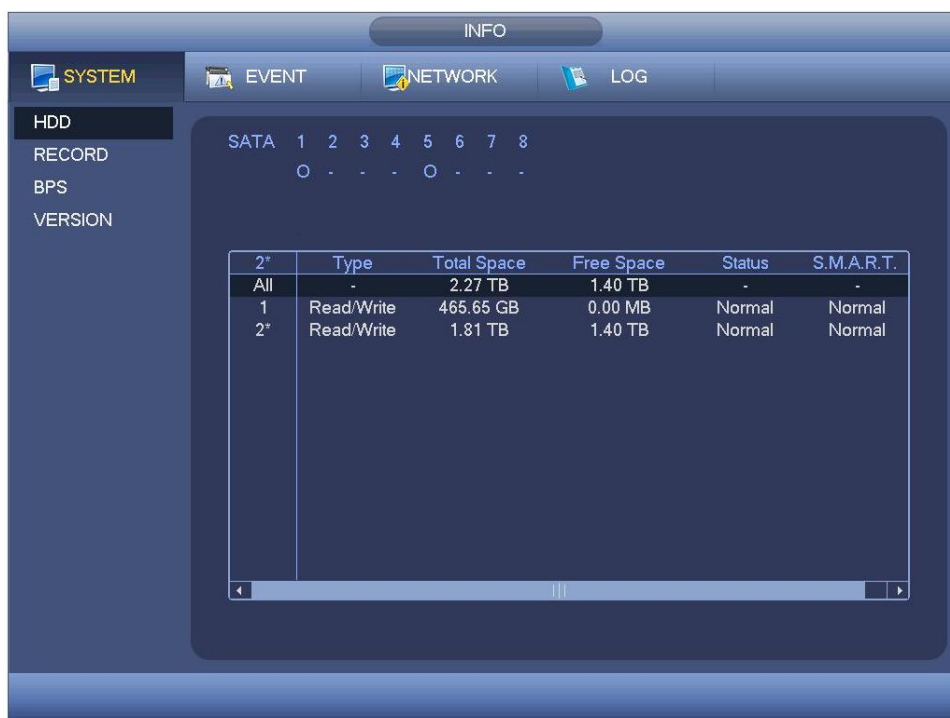 INFO
SYSTEM EVENT NETWORK LOG
HDD
RECORD
BPS
VERSION
SATA 1 2 3 4 5 6 7 8
O - - - O - - -
2* Type Total Space Free Space Status S.M.A.R.T.
All - 2.27 TB 1.40 TB - -
1 Read/Write 465.65 GB 0.00 MB Normal Normal
2* Read/Write 1.81 TB 1.40 TB Normal Normal